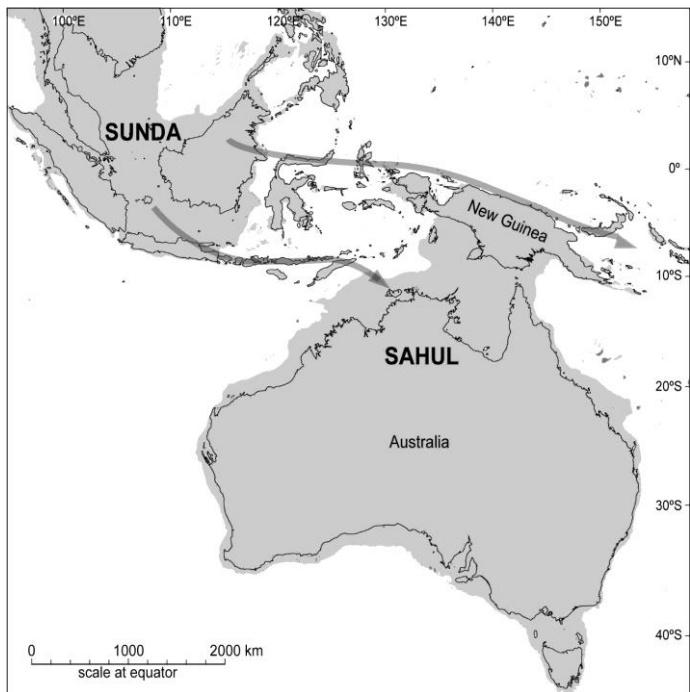 100ºE 110ºE 120ºE 130ºE 140ºE 150ºE
10ºN
SUNDA
0º
New Guinea
10ºS
SAHUL
20ºS
Australia
30ºS
0 1000 2000 km
scale at equator
40ºS